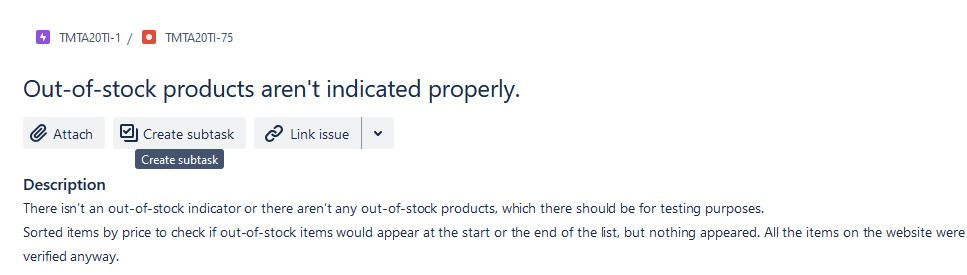 TMTA20TI-1 / TMTA20TI-75
Out-of-stock products aren't indicated properly.
Attach Create subtask Link issue
Create subtask
Description
There isn't an out-of-stock indicator or there aren't any out-of-stock products, which there should be for testing purposes.
Sorted items by price to check if out-of-stock items would appear at the start or the end of the list, but nothing appeared. All the items on the website were
verified anyway.